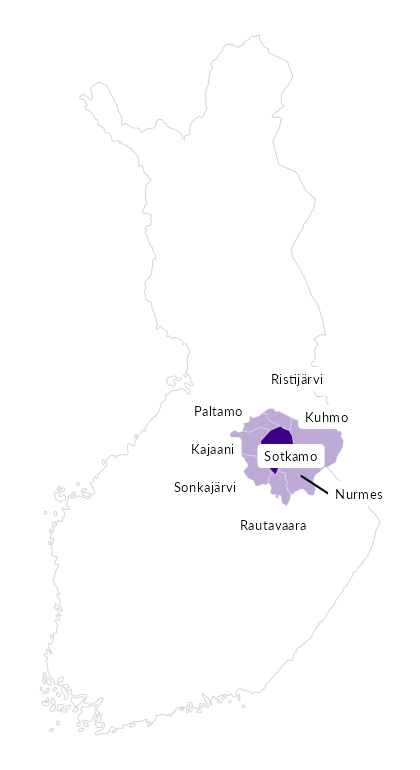 Ristijärvi
Paltamo
Kuhmo
Kajaani
Sotkamo
Sonkajärvi
Nurmes
Rautavaara